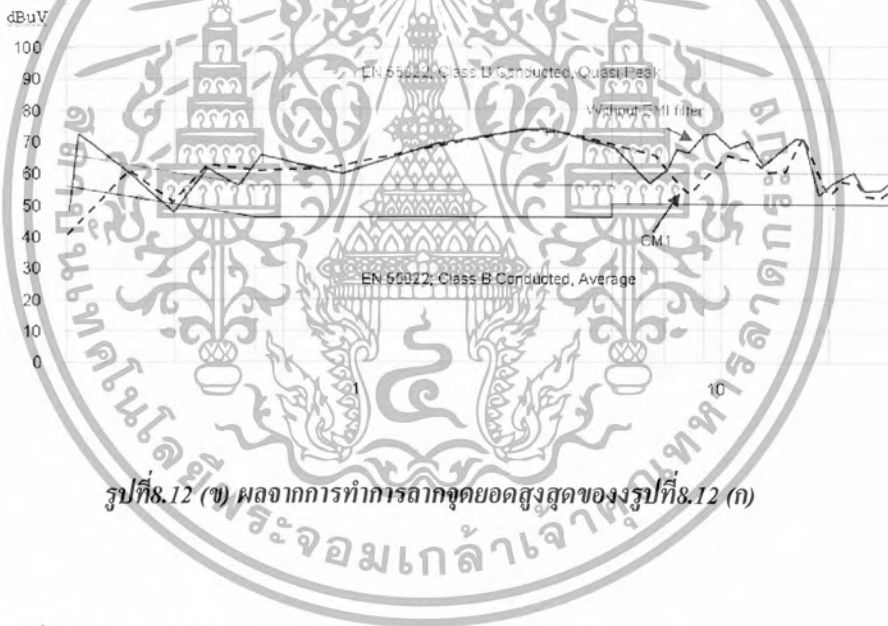 dBuV
100
90
80
70
60
50
40
30
20
10
0
EN 55022; Class B Conducted, Quasi-Peak
Without EMI filter
CM1
EN 55022; Class B Conducted, Average
1
10
รูปที่8.12 (ข) ผลจากการทำการลากจุดยอดสูงสุดของงรูปที่8.12 (ก)